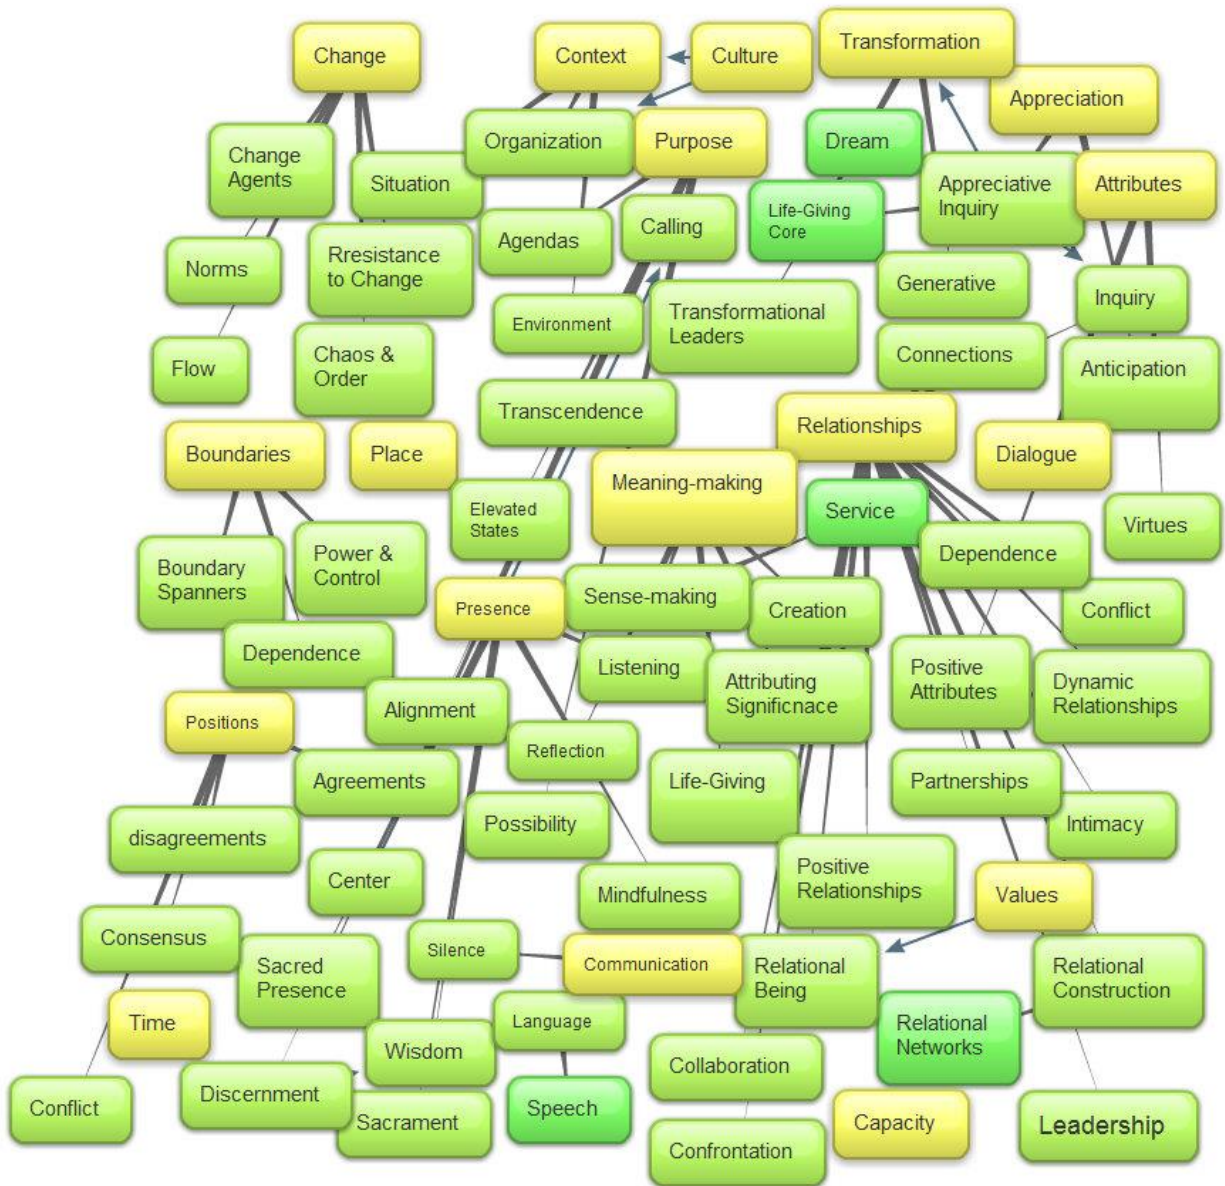 Change
Context
Culture
Transformation
Appreciation
Change
Agents
Organization
Purpose
Dream
Situation
Appreciative
Inquiry
Attributes
Life-Giving
Core
Norms
Rresistance
to Change
Agendas
Calling
Generative
Inquiry
Environment
Transformational
Leaders
Flow
Chaos &
Order
Connections
Anticipation
Transcendence
Relationships
Boundaries
Place
Dialogue
Meaning-making
Elevated
States
Service
Virtues
Boundary
Spanners
Power &
Control
Dependence
Presence
Sense-making
Creation
Conflict
Dependence
Listening
Attributing
Significnace
Positive
Attributes
Dynamic
Relationships
Positions
Alignment
Reflection
Agreements
Life-Giving
Partnerships
disagreements
Possibility
Intimacy
Center
Mindfulness
Positive
Relationships
Values
Consensus
Silence
Communication
Sacred
Presence
Relational
Being
Relational
Construction
Time
Language
Relational
Networks
Wisdom
Collaboration
Discernment
Conflict
Sacrament
Speech
Capacity
Leadership
Confrontation